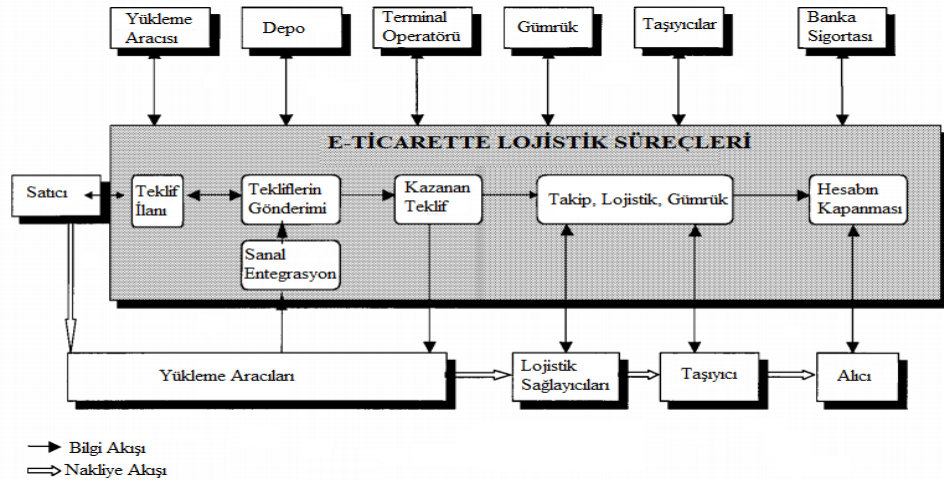 Yükleme
Aracısı
Depo
Terminal
Operatörü
Gümrük
Taşıyıcılar
Banka
Sigortası
E-TİCARETTE LOJİSTİK SÜREÇLERİ
Satıcı
Teklif
İlanı
Tekliflerin
Gönderimi
Kazanan
Teklif
Takip, Lojistik, Gümrük
Hesabın
Kapanması
Sanal
Entegrasyon
Yükleme Aracıları
Lojistik
Sağlayıcıları
Taşıyıcı
Alıcı
Bilgi Akışı
Nakliye Akışı